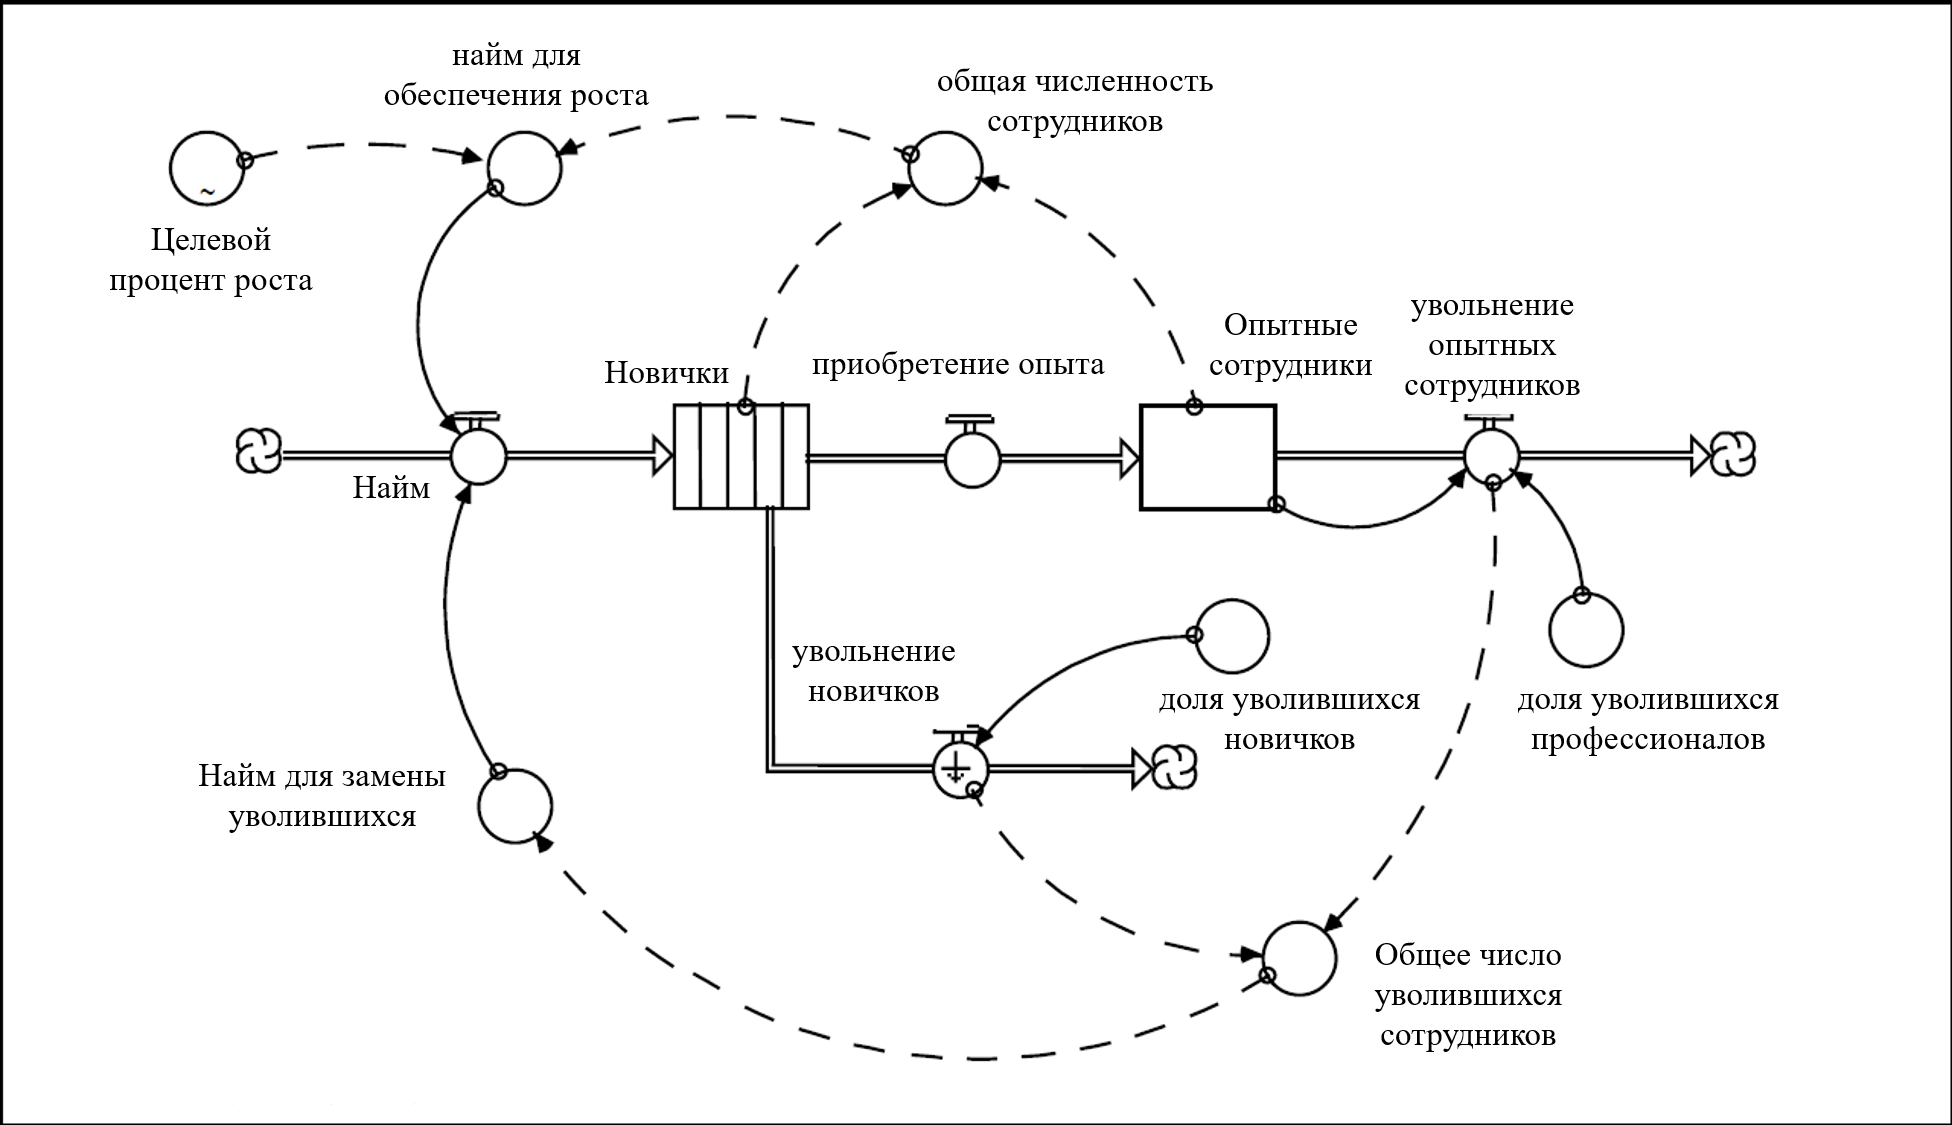 найм для
обеспечения роста
общая численность
сотрудников
~
Целевой
процент роста
Новички
приобретение опыта
Опытные
сотрудники
увольнение
опытных
сотрудников
Найм
увольнение
новичков
доля уволившихся
новичков
доля уволившихся
профессионалов
Найм для замены
уволившихся
Общее число
уволившихся
сотрудников